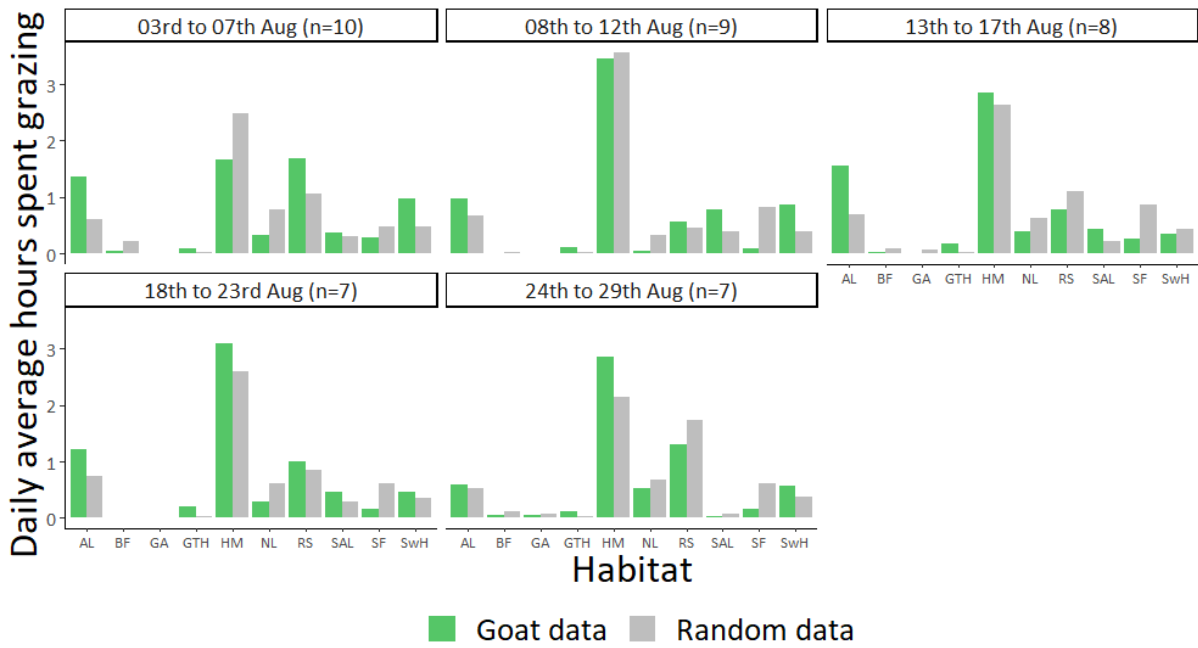 Daily average hours spent grazing
03rd to 07th Aug (n=10)
08th to 12th Aug (n=9)
13th to 17th Aug (n=8)
3
2
1
0
AL BF GA GTH HM NL RS SAL SF SwH
18th to 23rd Aug (n=7)
24th to 29th Aug (n=7)
3
2
1
0
AL BF GA GTH HM NL RS SAL SF SwH
AL BF GA GTH HM NL RS SAL SF SwH
Habitat
Goat data
Random data